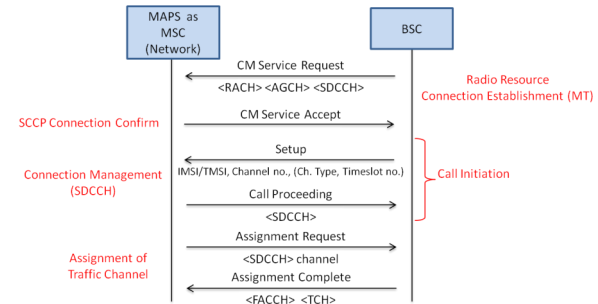 MAPS as
MSC
(Network)
BSC
CM Service Request
<RACH> <AGCH> <SDCCH>
Radio Resource
Connection Establishment (MT)
SCCP Connection Confirm
CM Service Accept
Setup
IMSI/TMSI, Channel no., (Ch. Type, Timeslot no.)
Connection Management
(SDCCH)
Call Initiation
Call Proceeding
<SDCCH>
Assignment Request
<SDCCH> channel
Assignment of
Traffic Channel
Assignment Complete
<FACCH> <TCH>